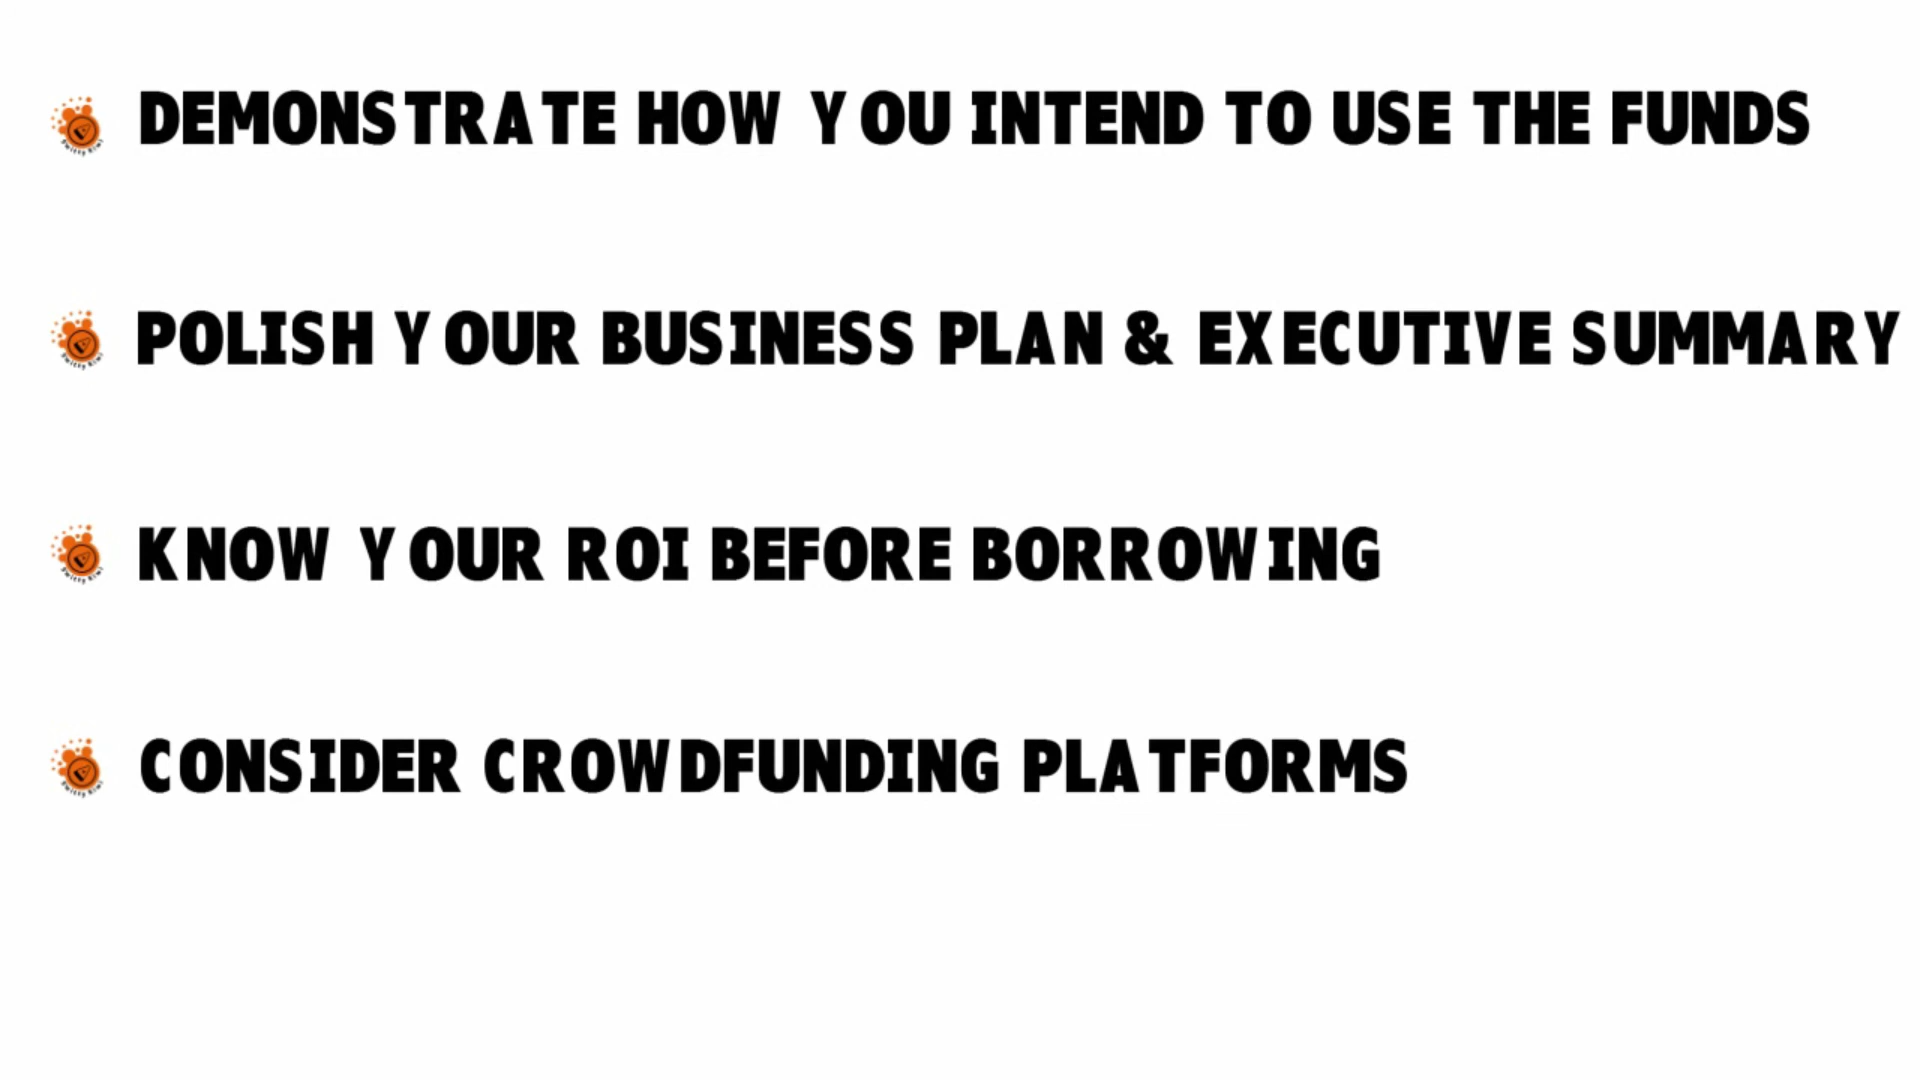 DEMONSTRATE HOW YOU INTEND TO USE THE FUNDS
POLISH YOUR BUSINESS PLAN & EXECUTIVE SUMMARY
KNOW YOUR ROI BEFORE BORROWING
CONSIDER CROWDFUNDING PLATFORMS